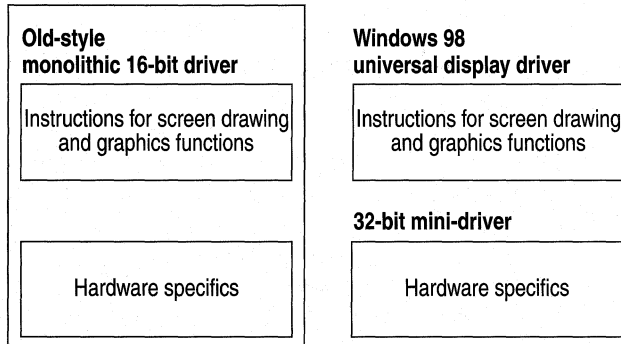 Old-style
monolithic 16-bit driver
Instructions for screen drawing
and graphics functions
Hardware specifics
Windows 98
universal display driver
Instructions for screen drawing
and graphics functions
32-bit mini-driver
Hardware specifics